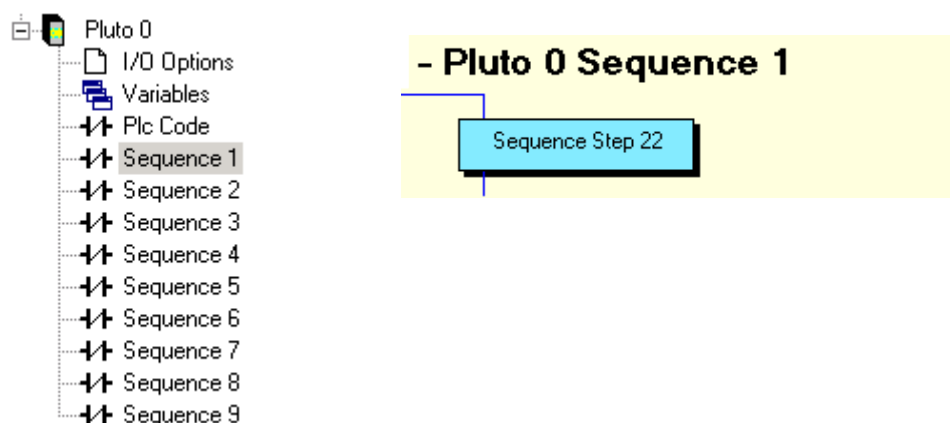 Pluto 0
I/O Options
Variables
Plc Code
Sequence 1
Sequence 2
Sequence 3
Sequence 4
Sequence 5
Sequence 6
Sequence 7
Sequence 8
Sequence 9
- Pluto 0 Sequence 1
Sequence Step 22